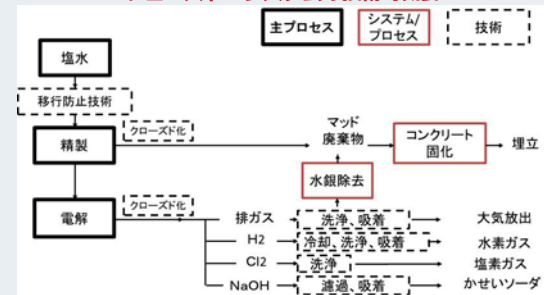 主プロセス
システム/
プロセス
技術
塩水
移行防止技術
精製
クローズド化
マッド
廃棄物
コンクリート
固化
埋立
水銀除去
電解
クローズド化
排ガス
洗浄、吸着
大気放出
H2
冷却、洗浄、吸着
水素ガス
Cl2
洗浄
塩素ガス
NaOH
濾過、吸着
かせいソーダ